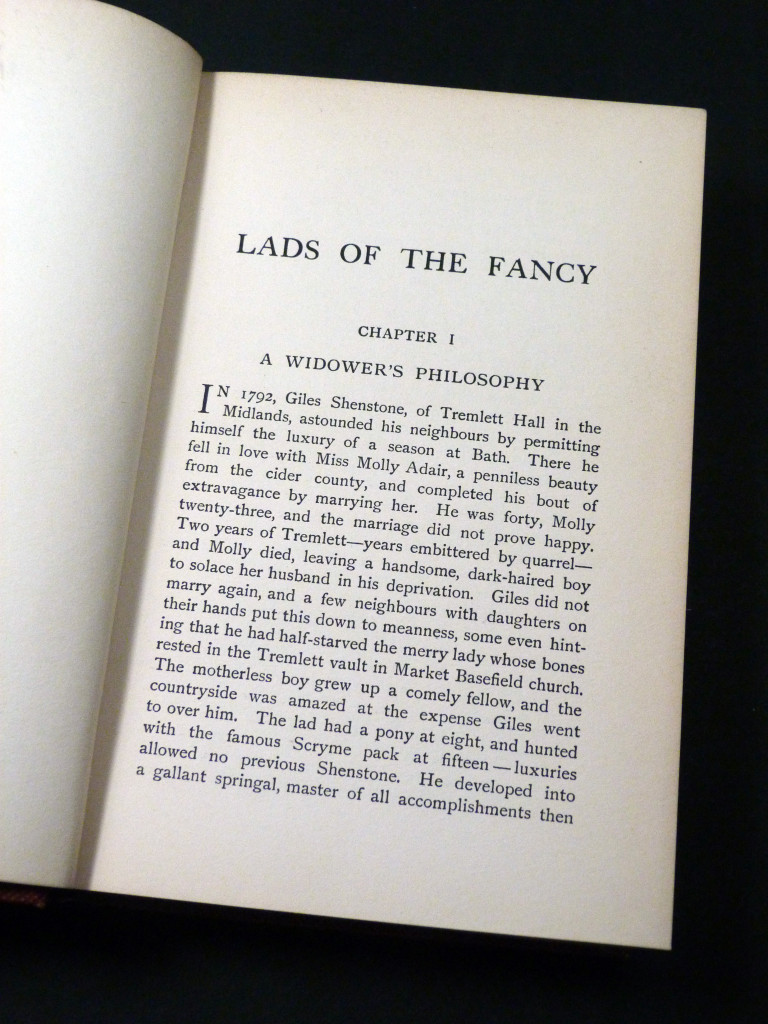 LADS OF THE FANCY
CHAPTER I
A WIDOWER'S PHILOSOPHY
IN 1792, Giles Shenstone, of Tremlett Hall in the
Midlands, astounded his neighbours by permitting
himself the luxury of a season at Bath. There he
fell in love with Miss Molly Adair, a penniless beauty
from the cider county, and completed his bout of
extravagance by marrying her. He was forty, Molly
twenty-three, and the marriage did not prove happy.
Two years of Tremlett—years embittered by quarrel—
and Molly died, leaving a handsome, dark-haired boy
to solace her husband in his deprivation. Giles did not
marry again, and a few neighbours with daughters on
their hands put this down to meanness, some even hint-
ing that he had half-starved the merry lady whose bones
rested in the Tremlett vault in Market Basefield church.
The motherless boy grew up a comely fellow, and the
countryside was amazed at the expense Giles went
to over him. The lad had a pony at eight, and hunted
with the famous Scryme pack at fifteen—luxuries
allowed no previous Shenstone. He developed into
a gallant springal, master of all accomplishments then